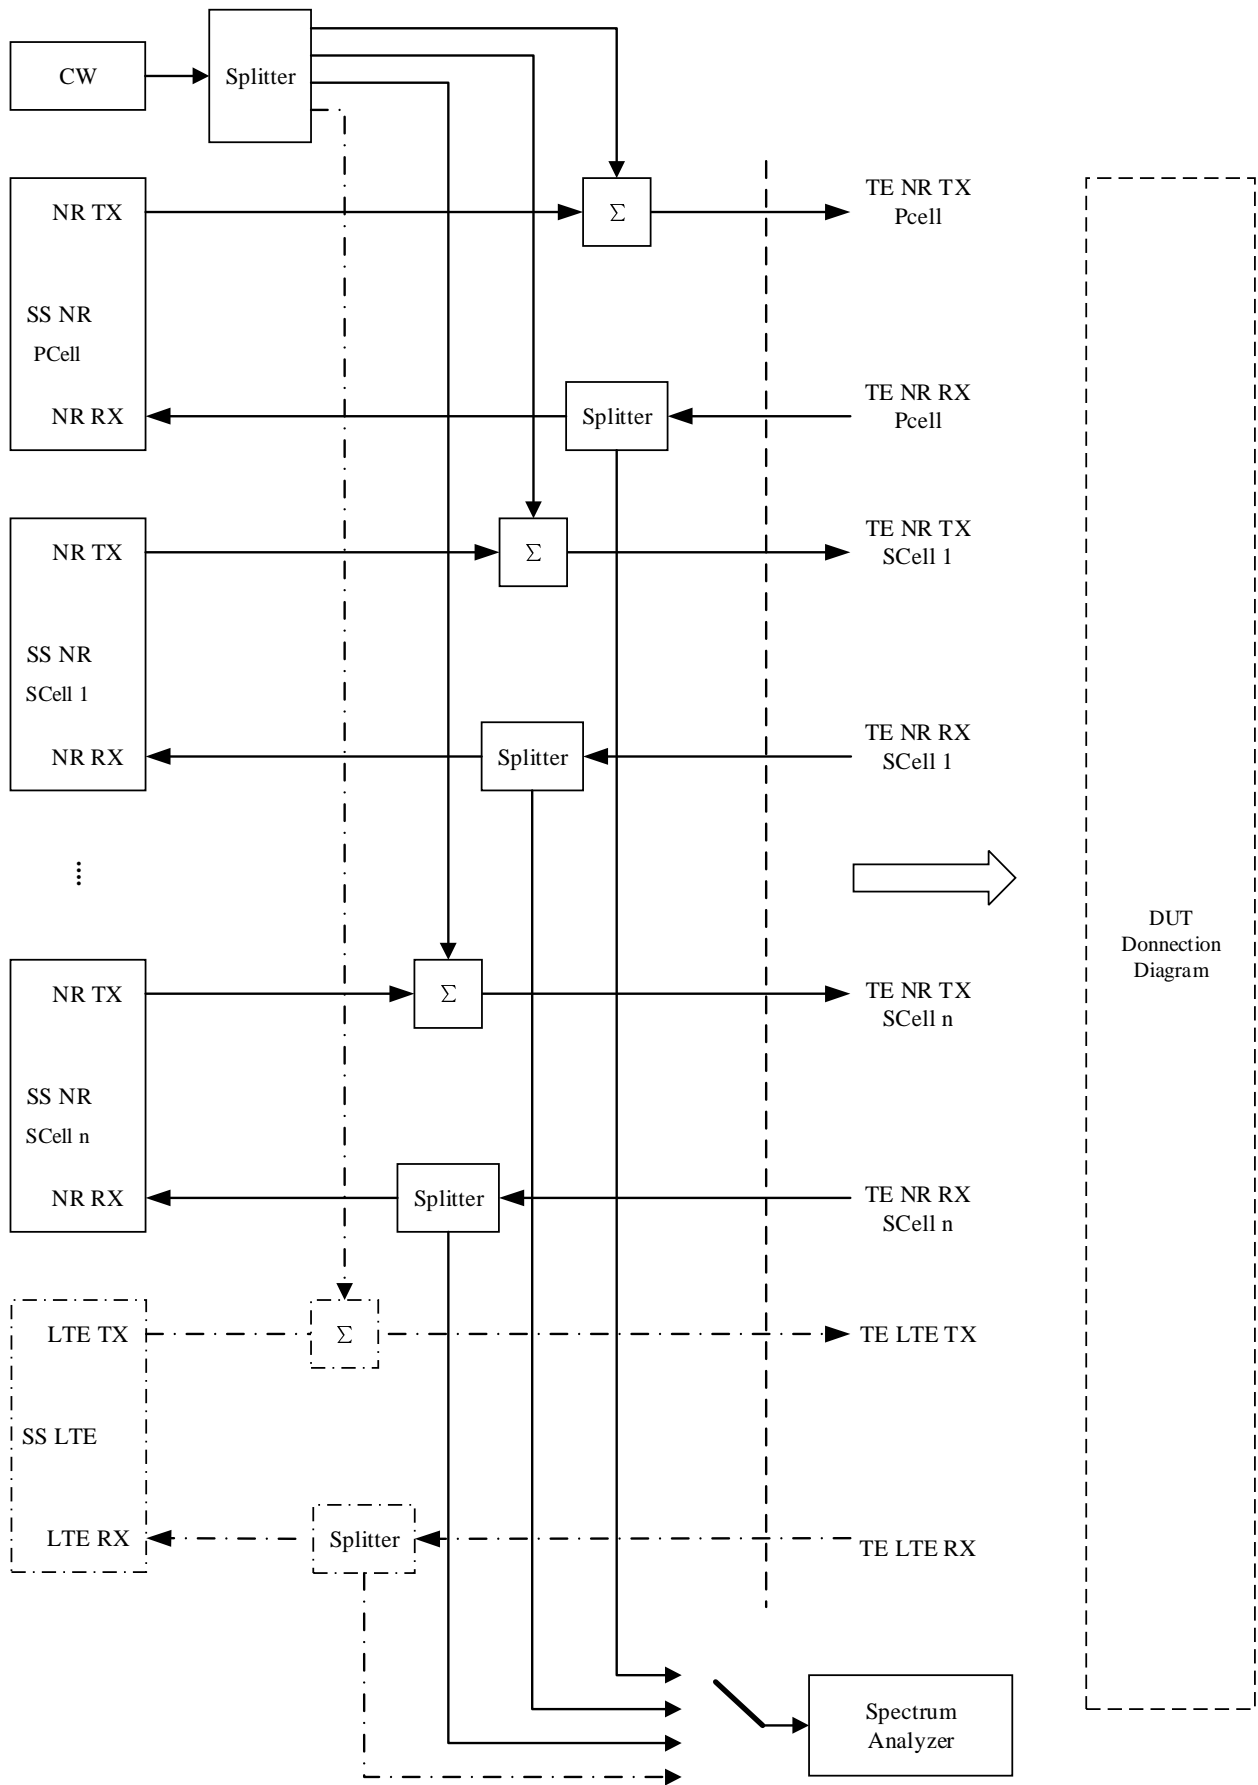 CW
Splitter
NR TX
SS NR
PCell
NR RX
Σ
TE NR TX
Pcell
Splitter
TE NR RX
Pcell
NR TX
SS NR
SCell 1
NR RX
Σ
TE NR TX
SCell 1
Splitter
TE NR RX
SCell 1
NR TX
SS NR
SCell n
NR RX
Σ
TE NR TX
SCell n
Splitter
TE NR RX
SCell n
LTE TX
SS LTE
LTE RX
Σ
TE LTE TX
Splitter
TE LTE RX
DUT
Donnection
Diagram
Spectrum
Analyzer